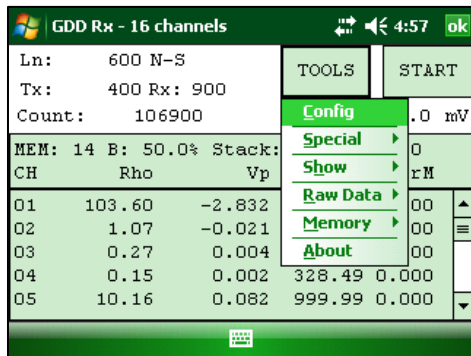 GDD Rx - 16 channels 4:57 ok
Ln: 600 N-S
TOOLS START
Tx: 400 Rx: 900
Count: 106900 .0 mV
Config
Special
Show
Raw Data
Memory
About
MEM: 14 B: 50.0% Stack: 0
CH Rho Vp rM
01 103.60 -2.832 00
02 1.07 -0.021 00
03 0.27 0.004 00
04 0.15 0.002 328.49 0.000
05 10.16 0.082 999.99 0.000